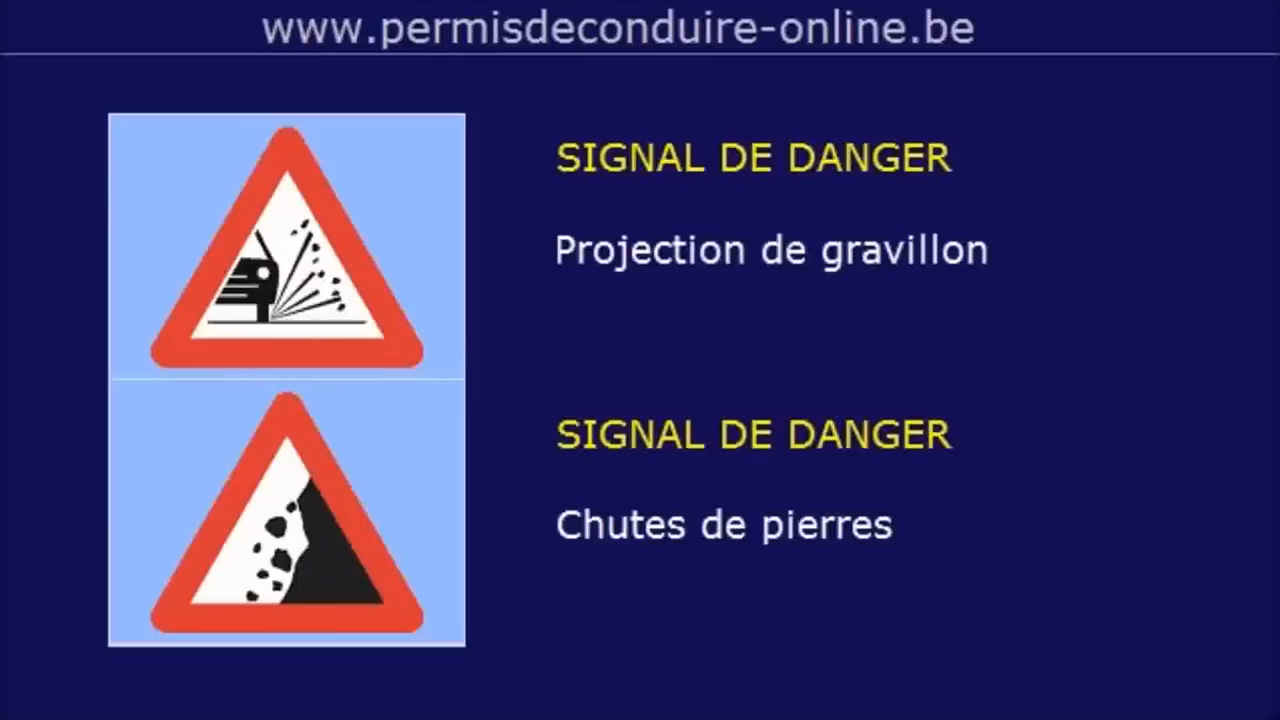 www.permisdeconduire-online.be
SIGNAL DE DANGER
Projection de gravillon
SIGNAL DE DANGER
Chutes de pierres